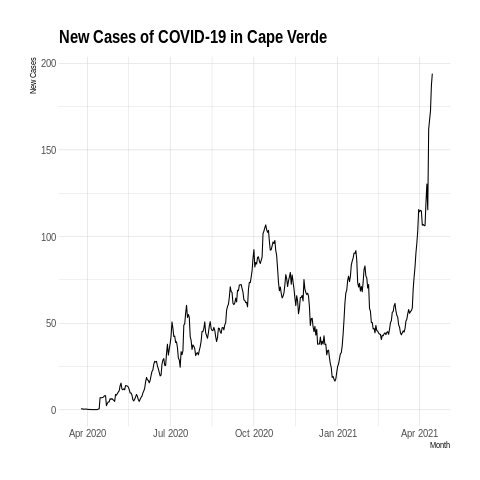 New Cases of COVID-19 in Cape Verde
New Cases
200
150
100
50
0
Apr 2020 Jul 2020 Oct 2020 Jan 2021 Apr 2021
Month